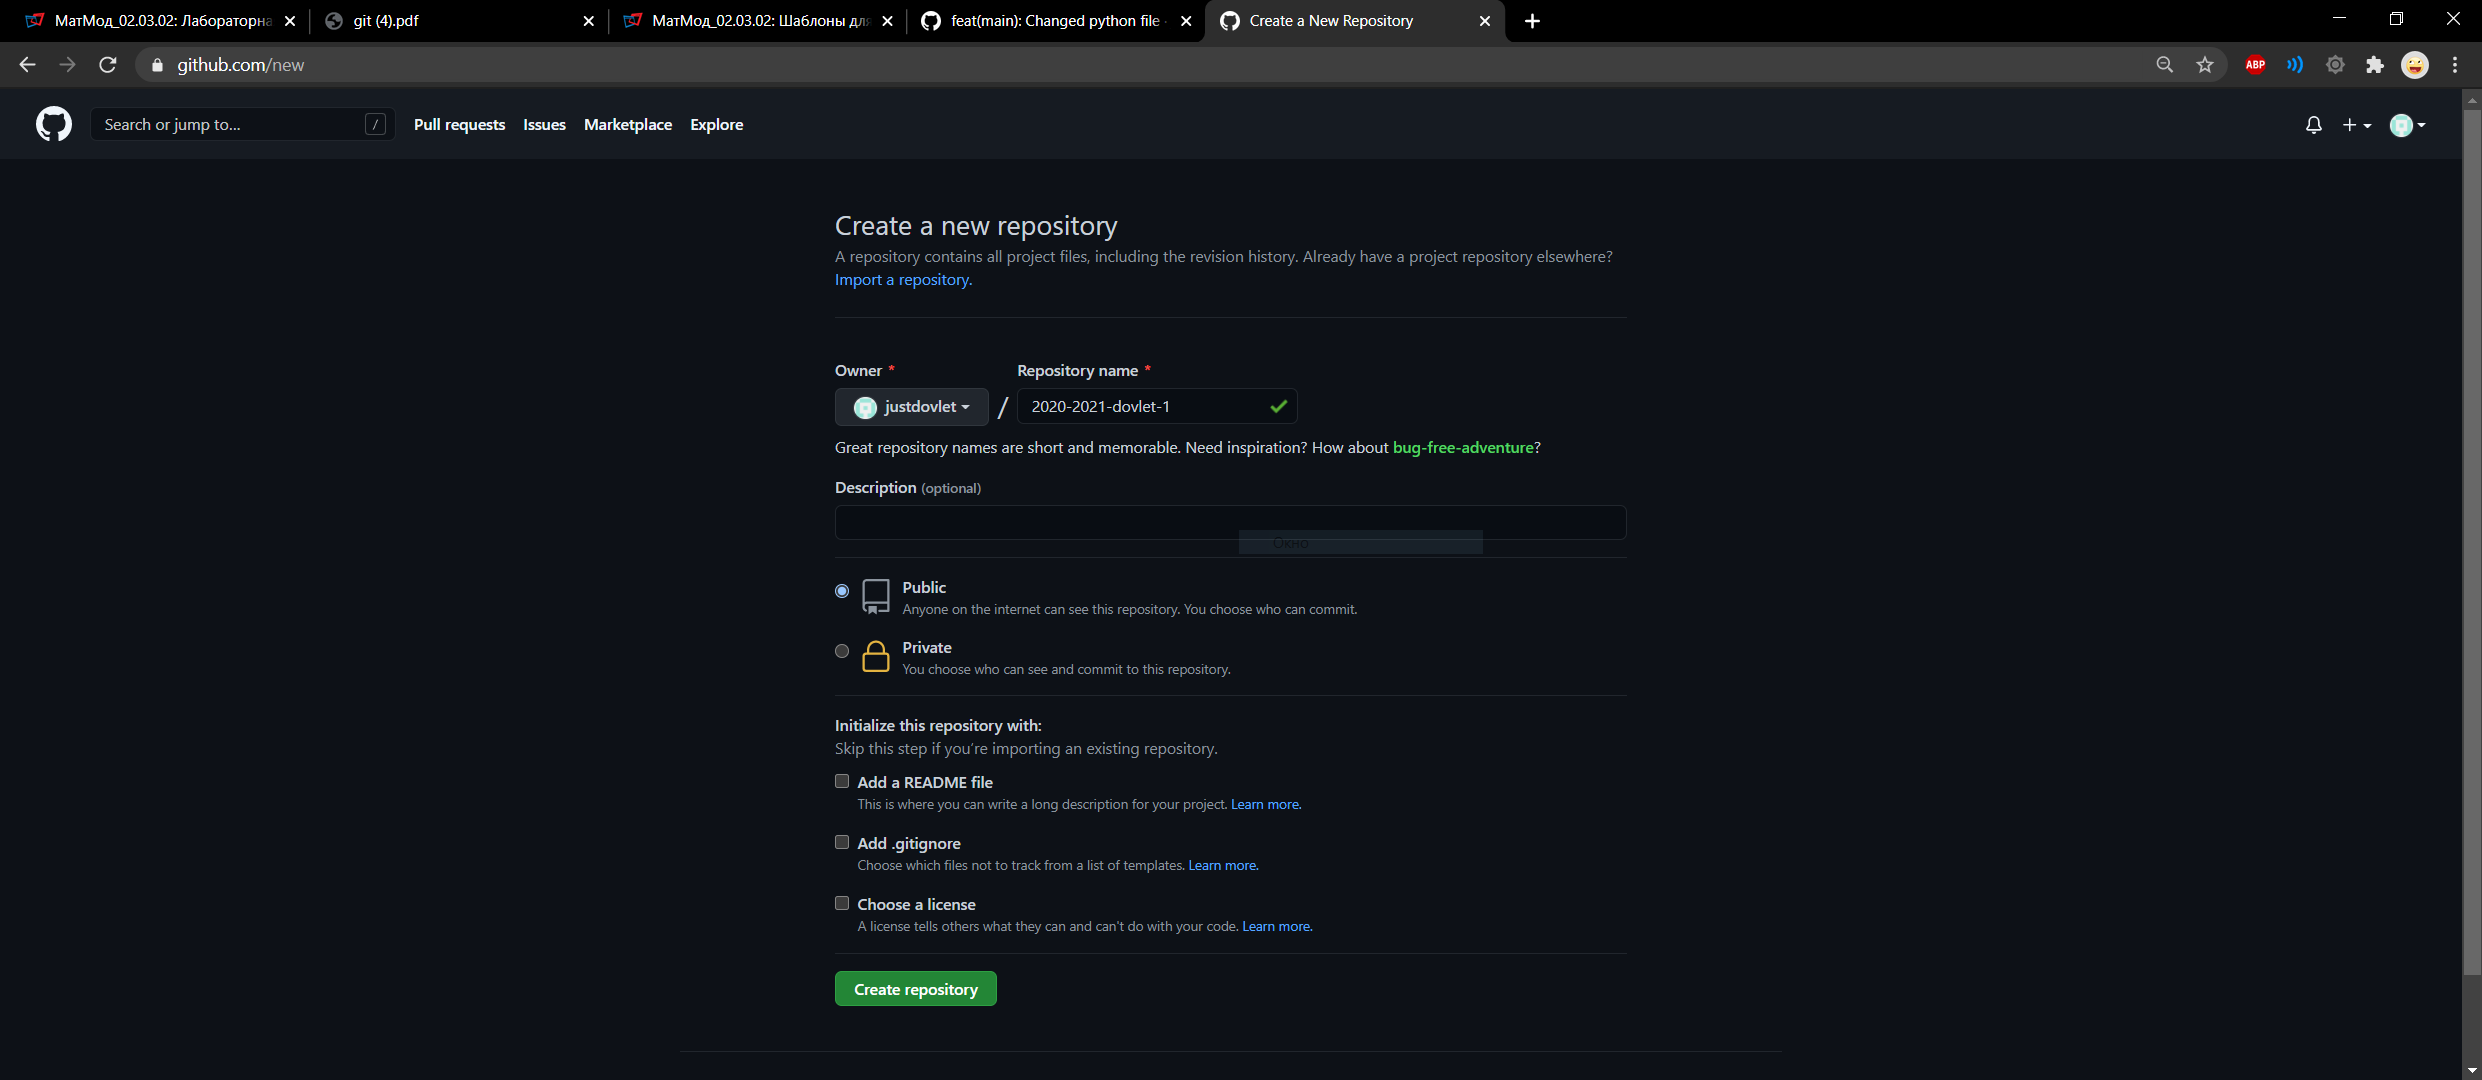 МатМод_02.03.02: Лабораторна
git (4).pdf
МатМод_02.03.02: Шаблоны для
feat(main): Changed python file ·
Create a New Repository
github.com/new
ABP
Search or jump to... /
Pull requests Issues Marketplace Explore
Create a new repository
A repository contains all project files, including the revision history. Already have a project repository elsewhere?
Import a repository.
Owner * Repository name *
justdovlet / 2020-2021-dovlet-1
Great repository names are short and memorable. Need inspiration? How about bug-free-adventure?
Description (optional)
Окно
Public
Anyone on the internet can see this repository. You choose who can commit.
Private
You choose who can see and commit to this repository.
Initialize this repository with:
Skip this step if you’re importing an existing repository.
Add a README file
This is where you can write a long description for your project. Learn more.
Add .gitignore
Choose which files not to track from a list of templates. Learn more.
Choose a license
A license tells others what they can and can't do with your code. Learn more.
Create repository